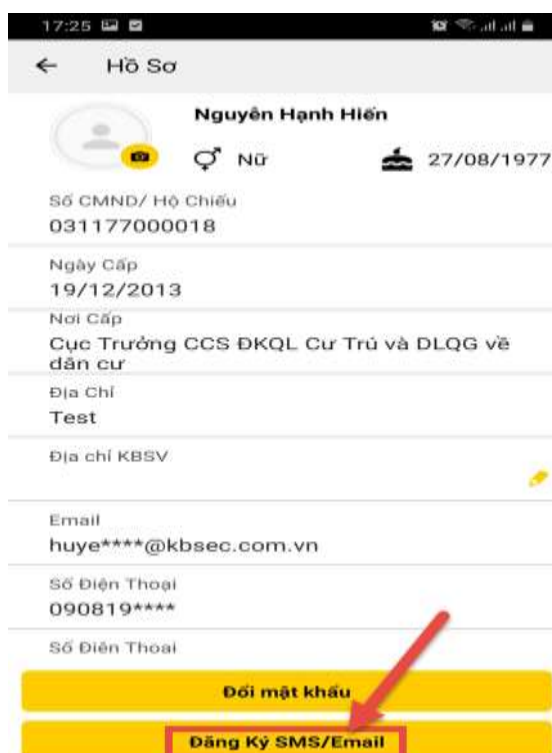 17:25
Hồ Sơ
Nguyên Hạnh Hiến
Nữ 27/08/1977
Số CMND/ Hộ Chiếu
031177000018
Ngày Cấp
19/12/2013
Nơi Cấp
Cục Trưởng CCS ĐKQL Cư Trú và DLQG về
dân cư
Địa Chỉ
Test
Địa chỉ KBSV
Email
huye****@kbsec.com.vn
Số Điện Thoại
090819****
Số Điện Thoại
Đổi mật khẩu
Đăng Ký SMS/Email